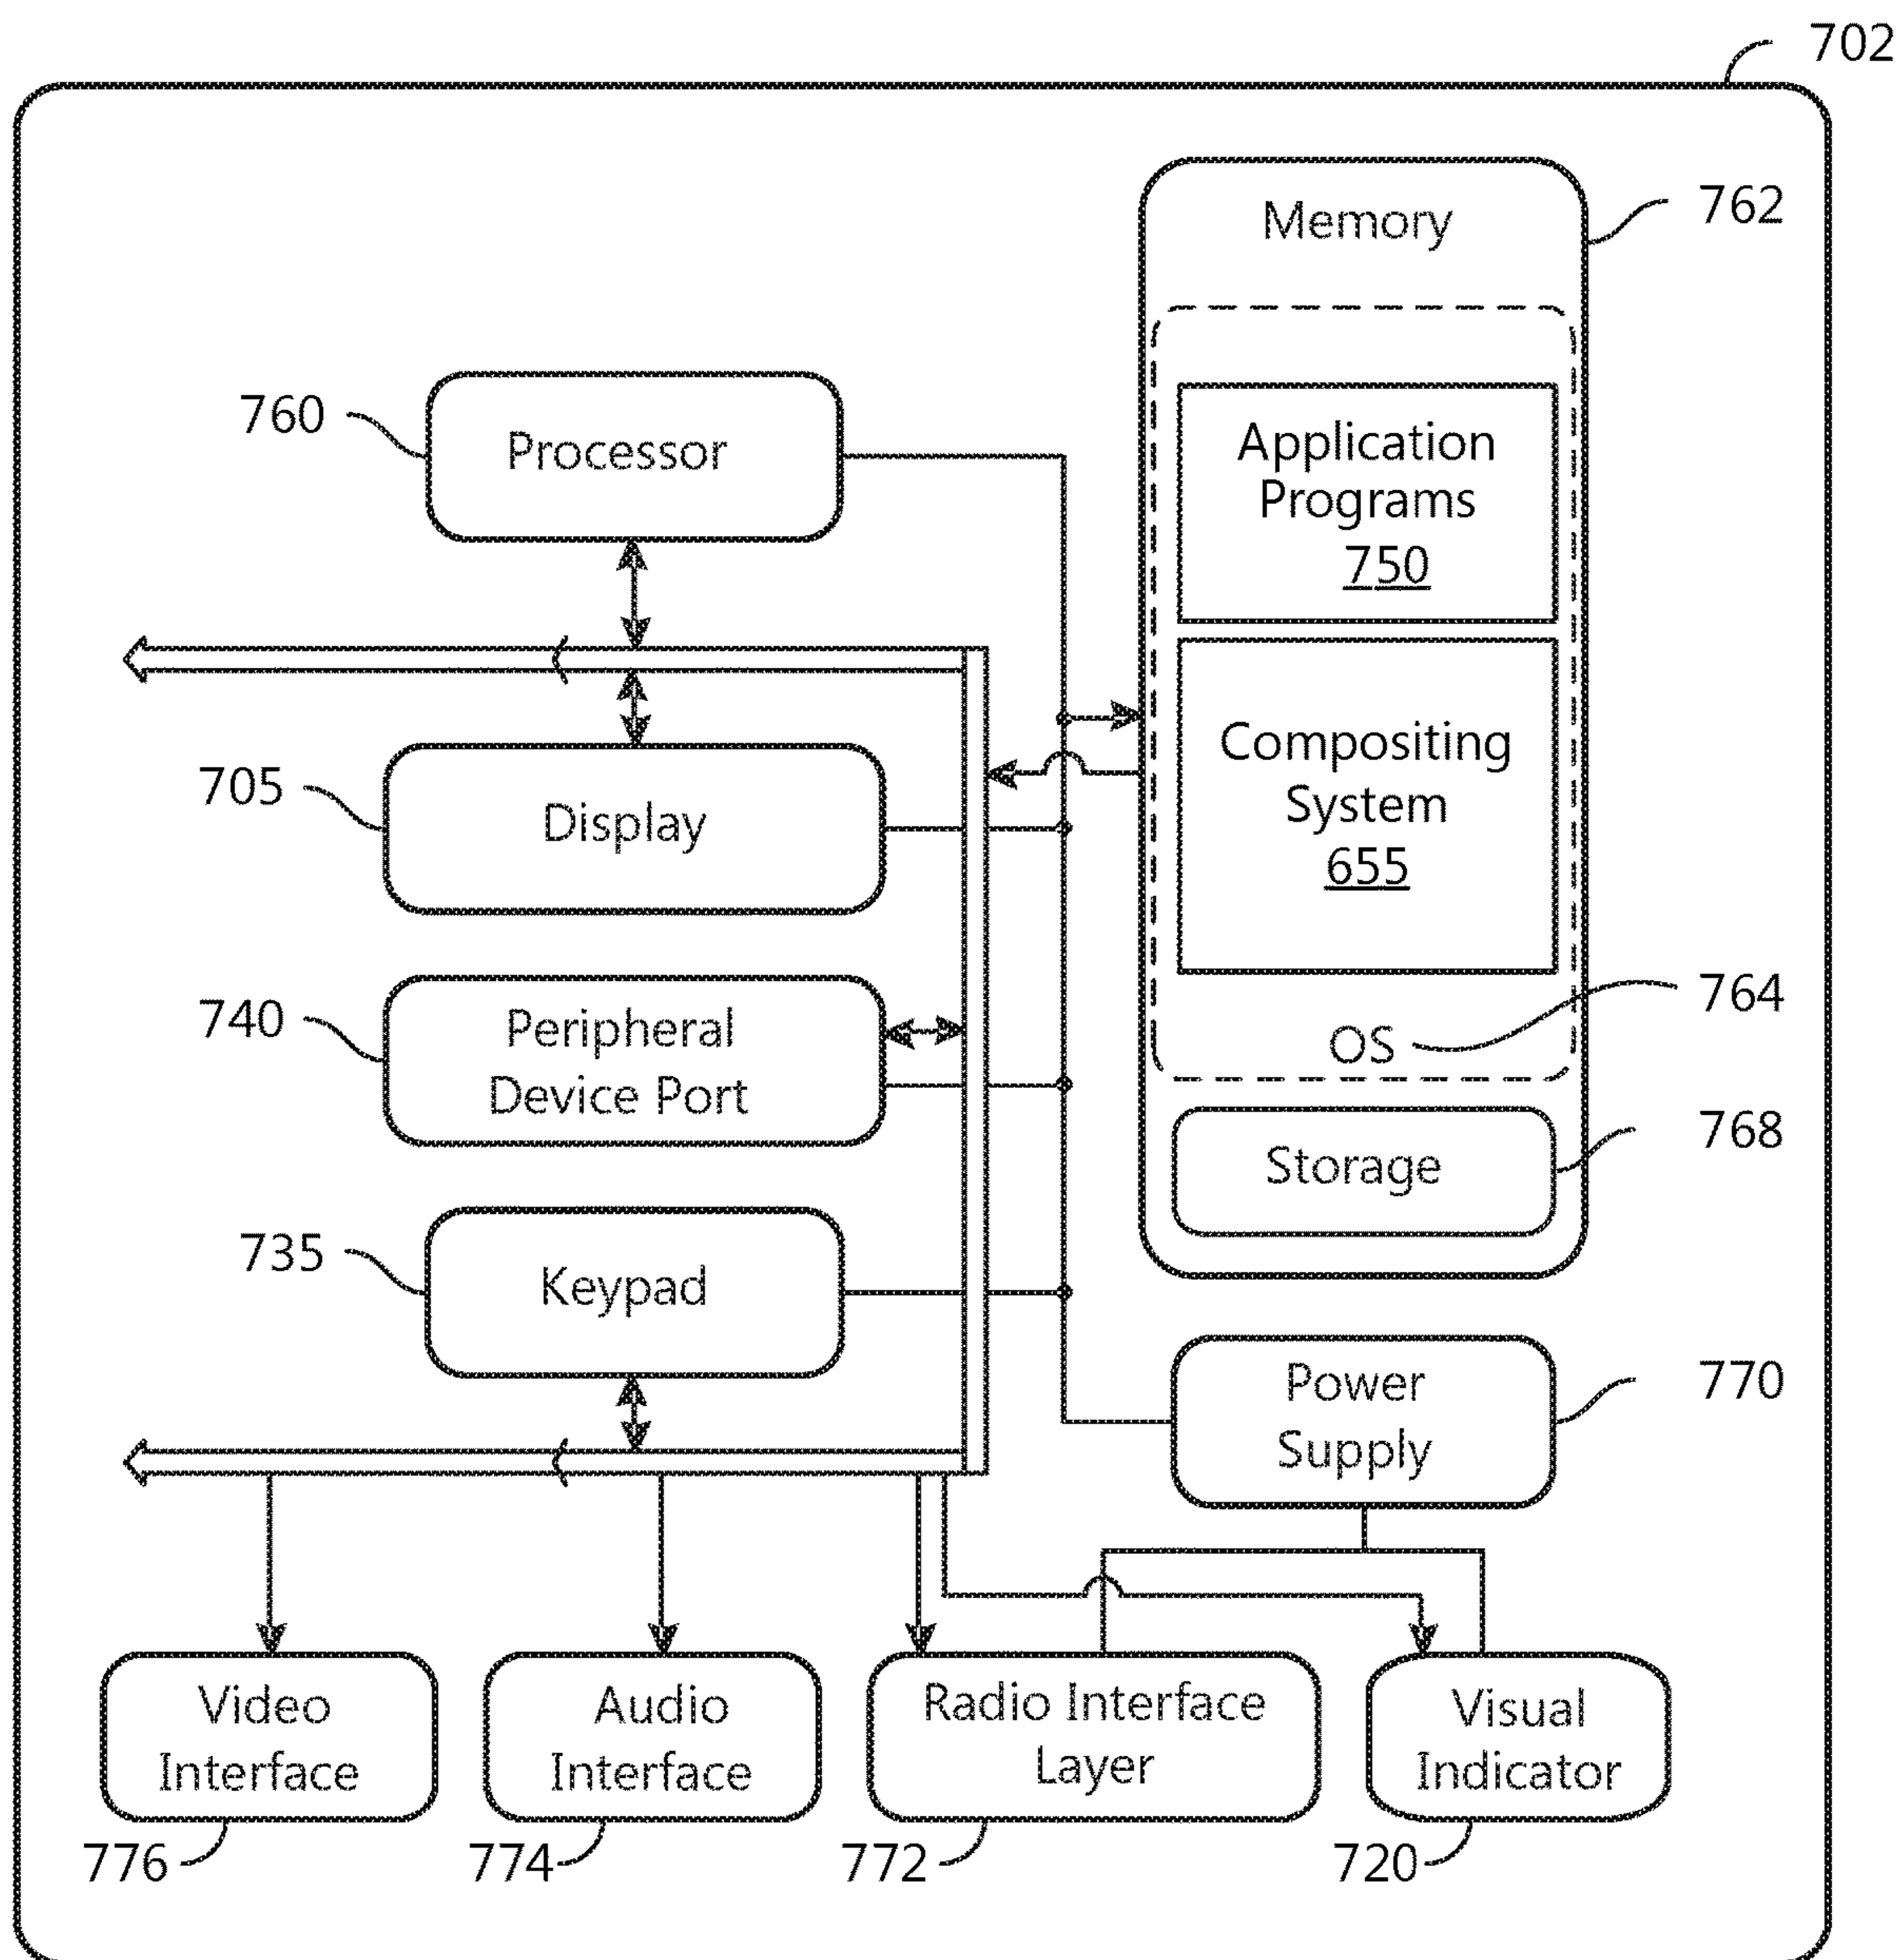 702
Memory
762
Application
Programs
750
760
Processor
Compositing
System
655
705
Display
764
OS
740
Peripheral
Device Port
768
Storage
735
Keypad
770
Power
Supply
Video
Interface
776
Audio
Interface
774
Radio Interface
Layer
772
Visual
Indicator
720